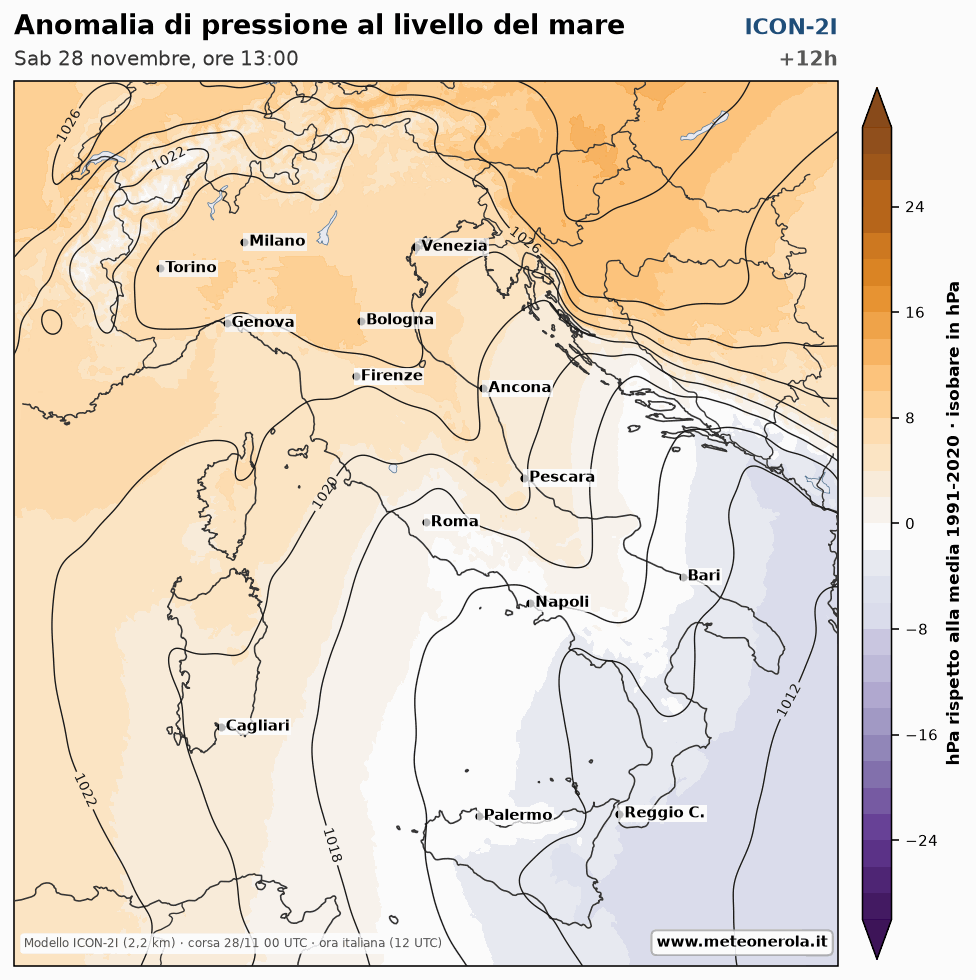 Anomalia di pressione al livello del mare
ICON-2I
Sab 28 novembre, ore 13:00
+12h
1026
1022
Milano
Venezia
1026
Torino
Genova
Bologna
Firenze
Ancona
Pescara
1020
Roma
Bari
Napoli
1012
Cagliari
1022
Palermo
Reggio C.
1018
Modello ICON-2I (2,2 km) · corsa 28/11 00 UTC · ora italiana (12 UTC)
www.meteonerola.it
24
16
8
0
−8
−16
−24
hPa rispetto alla media 1991-2020 · isobare in hPa